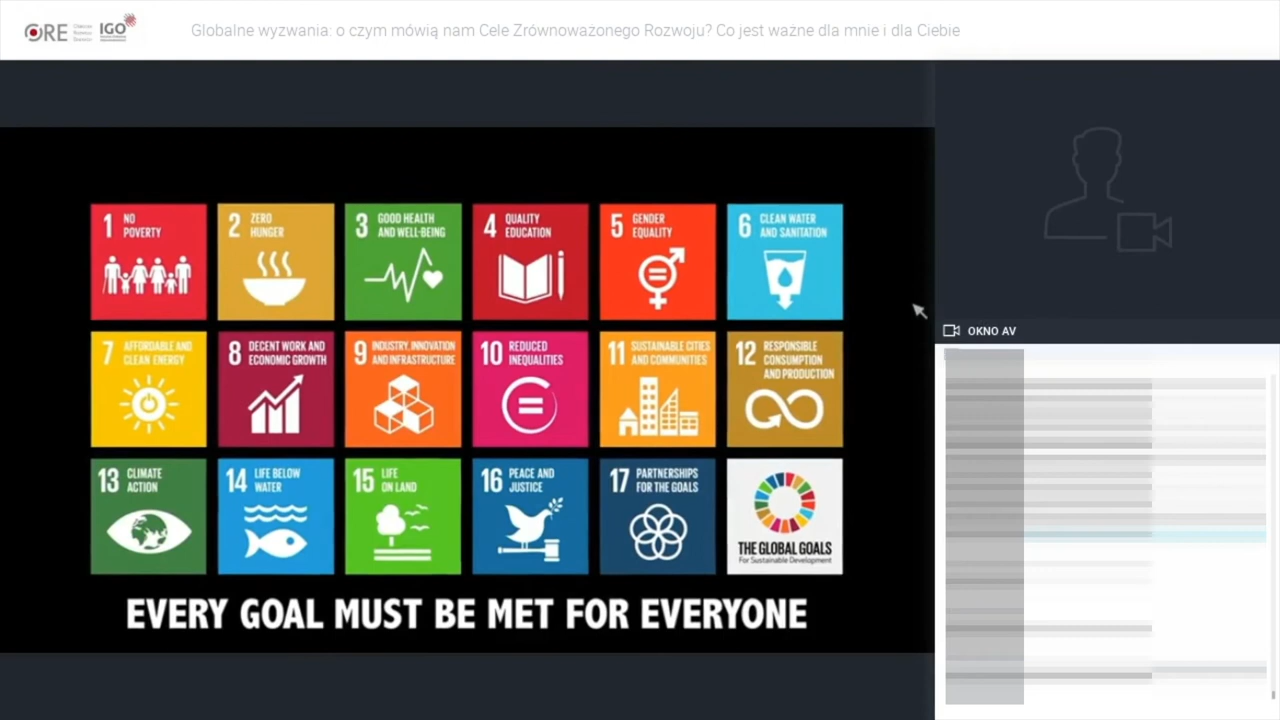 ORE
IGO
Globalne wyzwania: o czym mówią nam Cele Zrównoważonego Rozwoju? Co jest ważne dla mnie i dla Ciebie
1 NO
POVERTY
2 ZERO
HUNGER
3 GOOD HEALTH
AND WELL-BEING
4 QUALITY
EDUCATION
5 GENDER
EQUALITY
6 CLEAN WATER
AND SANITATION
7 AFFORDABLE AND
CLEAN ENERGY
8 DECENT WORK AND
ECONOMIC GROWTH
9 INDUSTRY, INNOVATION
AND INFRASTRUCTURE
10 REDUCED
INEQUALITIES
11 SUSTAINABLE CITIES
AND COMMUNITIES
12 RESPONSIBLE
CONSUMPTION
AND PRODUCTION
13 CLIMATE
ACTION
14 LIFE BELOW
WATER
15 LIFE
ON LAND
16 PEACE AND
JUSTICE
17 PARTNERSHIPS
FOR THE GOALS
THE GLOBAL GOALS
For Sustainable Development
EVERY GOAL MUST BE MET FOR EVERYONE
OKNO AV